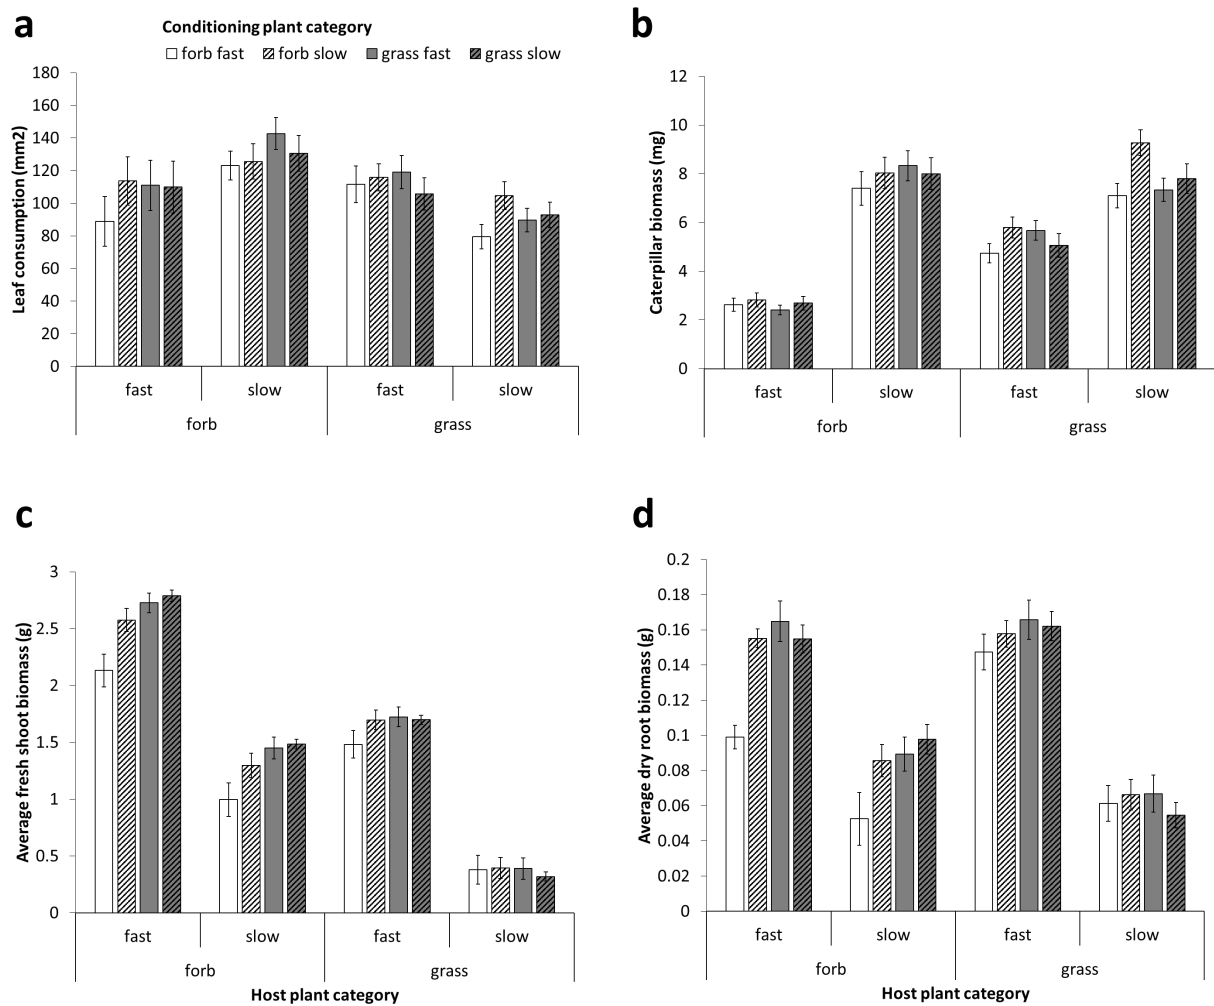 a
Conditioning plant category
forb fast forb slow grass fast grass slow
180
160
140
120
100
80
60
40
20
0
Leaf consumption (mm2)
fast slow fast slow
forb grass
b
12
10
8
6
4
2
0
Caterpillar biomass (mg)
fast slow fast slow
forb grass
c
3
2.5
2
1.5
1
0.5
0
Average fresh shoot biomass (g)
fast slow fast slow
forb grass
Host plant category
d
0.2
0.18
0.16
0.14
0.12
0.1
0.08
0.06
0.04
0.02
0
Average dry root biomass (g)
fast slow fast slow
forb grass
Host plant category